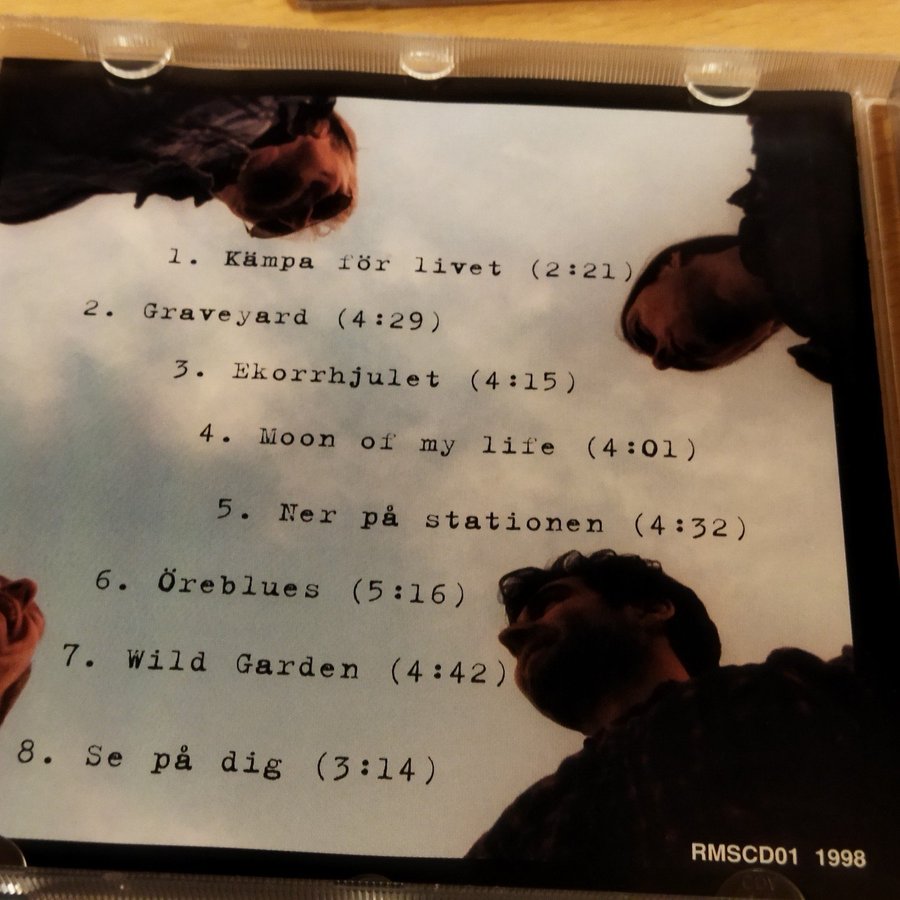 1. Kämpa för livet (2:21)
2. Graveyard (4:29)
3. Ekorrhjulet (4:15)
4. Moon of my life (4:01)
5. Ner på stationen (4:32)
6. Öreblues (5:16)
7. Wild Garden (4:42)
8. Se på dig (3:14)
RMSCD01 1998